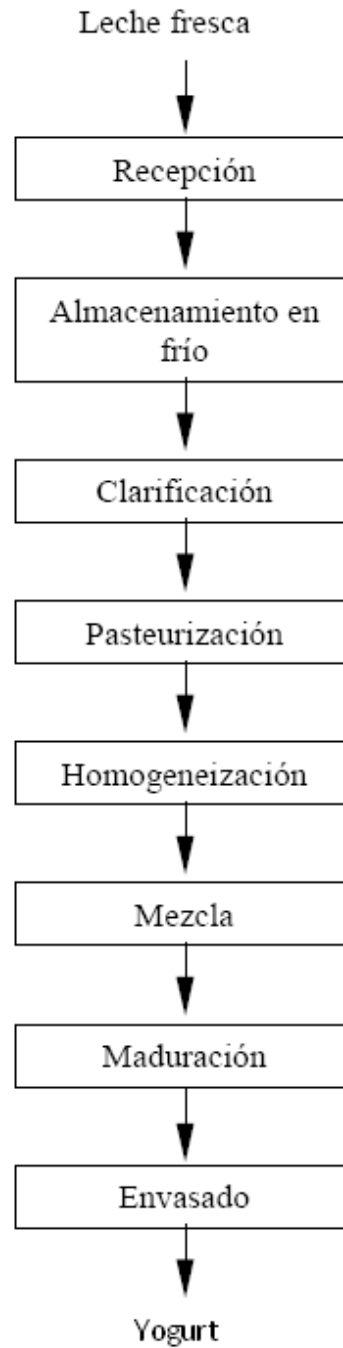 Leche fresca
Recepción
Almacenamiento en
frío
Clarificación
Pasteurización
Homogeneización
Mezcla
Maduración
Envasado
Yogurt